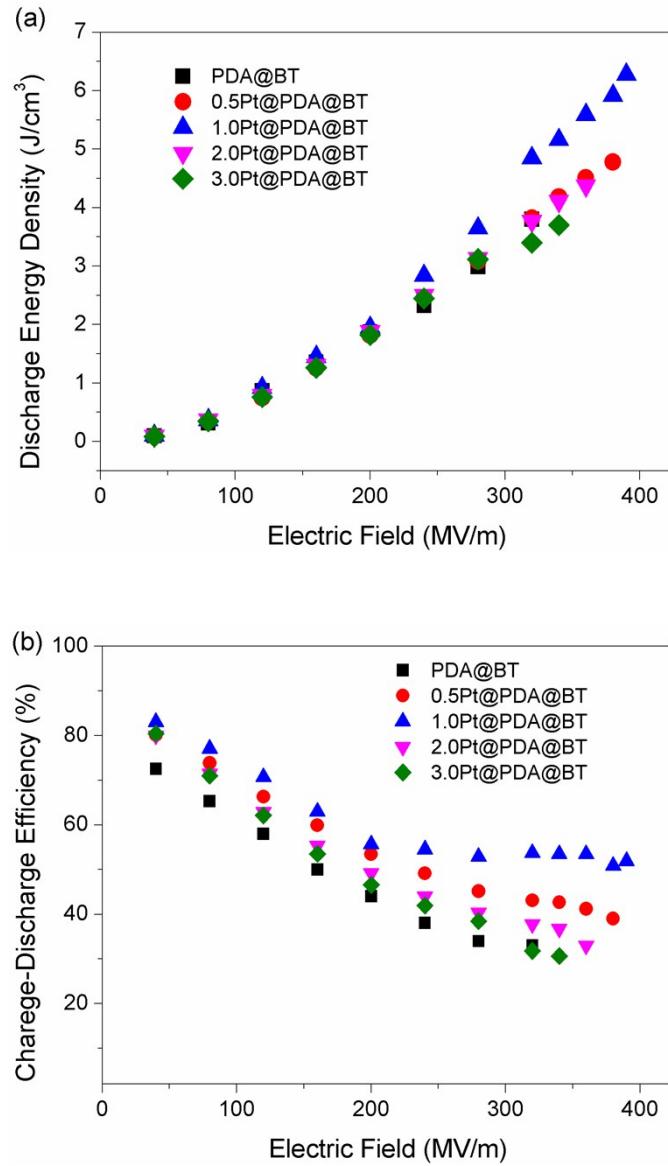 (a)
7
6
5
4
3
2
1
0
Discharge Energy Density (J/cm³)
PDA@BT
0.5Pt@PDA@BT
1.0Pt@PDA@BT
2.0Pt@PDA@BT
3.0Pt@PDA@BT
0 100 200 300 400
Electric Field (MV/m)
(b)
100
80
60
40
20
Charege-Discharge Efficiency (%)
PDA@BT
0.5Pt@PDA@BT
1.0Pt@PDA@BT
2.0Pt@PDA@BT
3.0Pt@PDA@BT
0 100 200 300 400
Electric Field (MV/m)